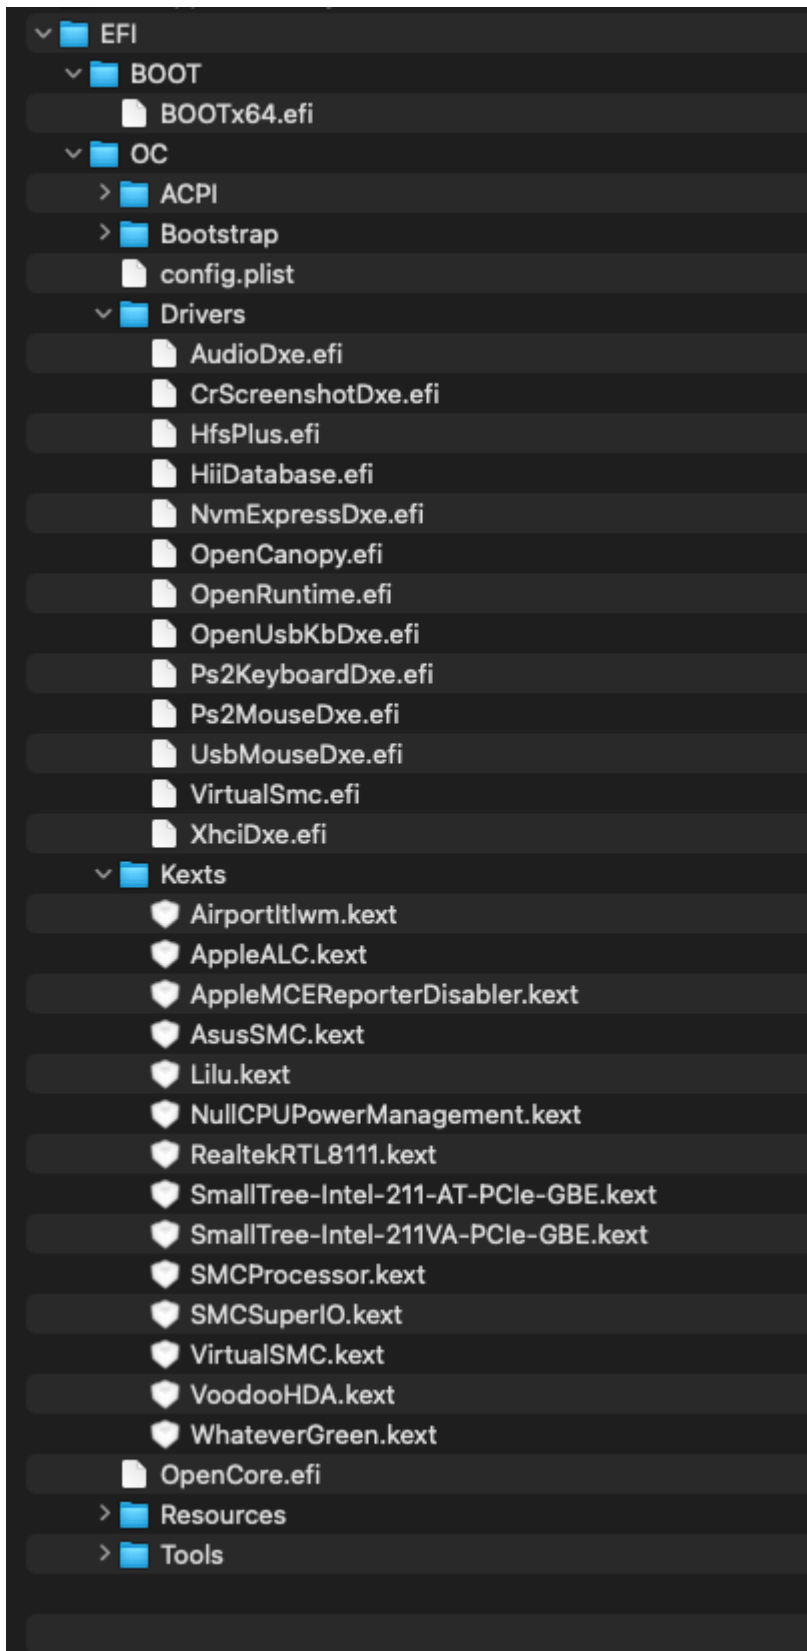 EFI
BOOT
BOOTx64.efi
OC
ACPI
Bootstrap
config.plist
Drivers
AudioDxe.efi
CrScreenshotDxe.efi
HfsPlus.efi
HiiDatabase.efi
NvmExpressDxe.efi
OpenCanopy.efi
OpenRuntime.efi
OpenUsbKbDxe.efi
Ps2KeyboardDxe.efi
Ps2MouseDxe.efi
UsbMouseDxe.efi
VirtualSmc.efi
XhciDxe.efi
Kexts
AirportItlwm.kext
AppleALC.kext
AppleMCEReporterDisabler.kext
AsusSMC.kext
Lilu.kext
NullCPUPowerManagement.kext
RealtekRTL8111.kext
SmallTree-Intel-211-AT-PCIe-GBE.kext
SmallTree-Intel-211VA-PCIe-GBE.kext
SMCProcessor.kext
SMCSuperIO.kext
VirtualSMC.kext
VoodooHDA.kext
WhateverGreen.kext
OpenCore.efi
Resources
Tools